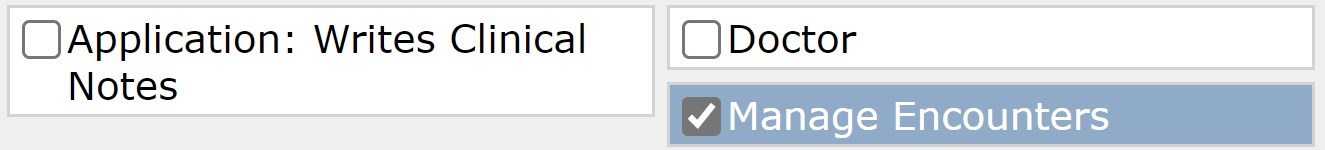 Application: Writes Clinical
Notes
Doctor
Manage Encounters